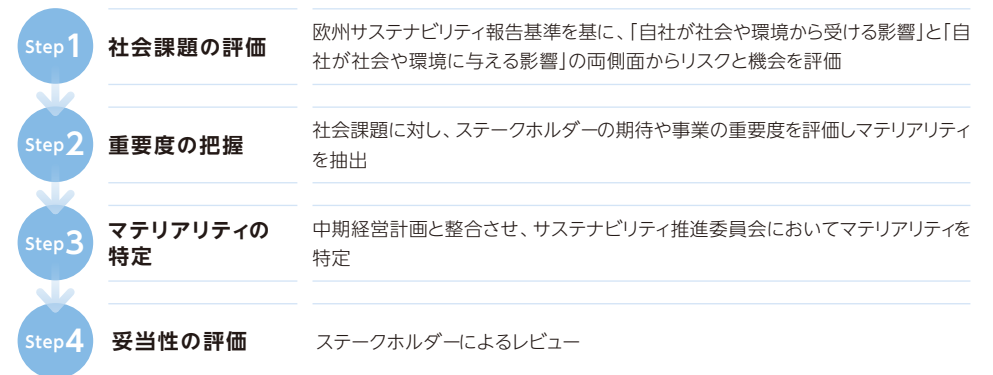 Step1
社会課題の評価
欧州サステナビリティ報告基準を基に、「自社が社会や環境から受ける影響」と「自
社が社会や環境に与える影響」の両側面からリスクと機会を評価
Step2
重要度の把握
社会課題に対し、ステークホルダーの期待や事業の重要度を評価しマテリアリティ
を抽出
Step3
マテリアリティの
特定
中期経営計画と整合させ、サステナビリティ推進委員会においてマテリアリティを
特定
Step4
妥当性の評価
ステークホルダーによるレビュー